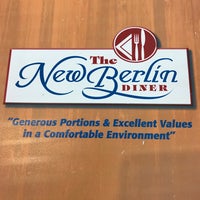 The
New Berlin
DINER
"Generous Portions & Excellent Values
in a Comfortable Environment"